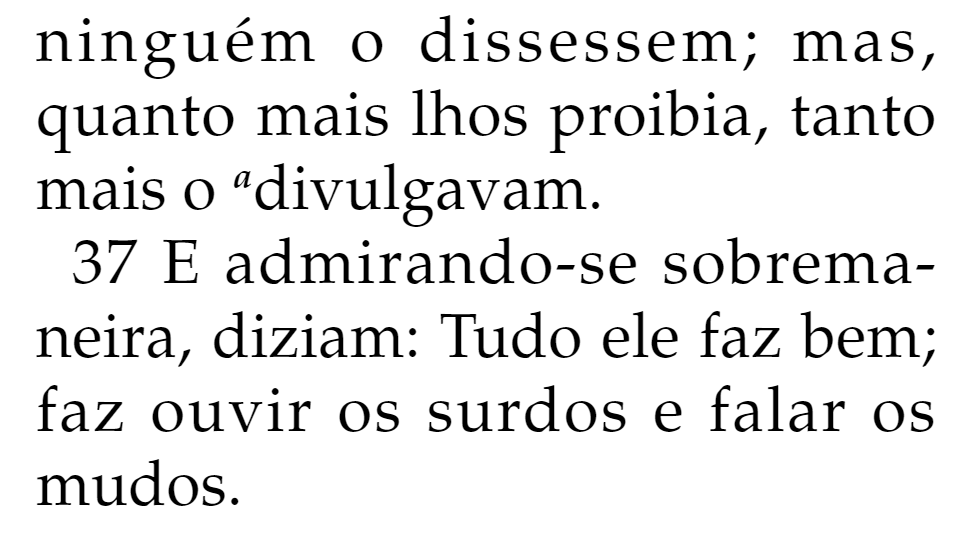 ninguém o dissessem; mas,
quanto mais lhos proibia, tanto
mais o ᵃdivulgavam.
37 E admirando-se sobrema-
neira, diziam: Tudo ele faz bem;
faz ouvir os surdos e falar os
mudos.